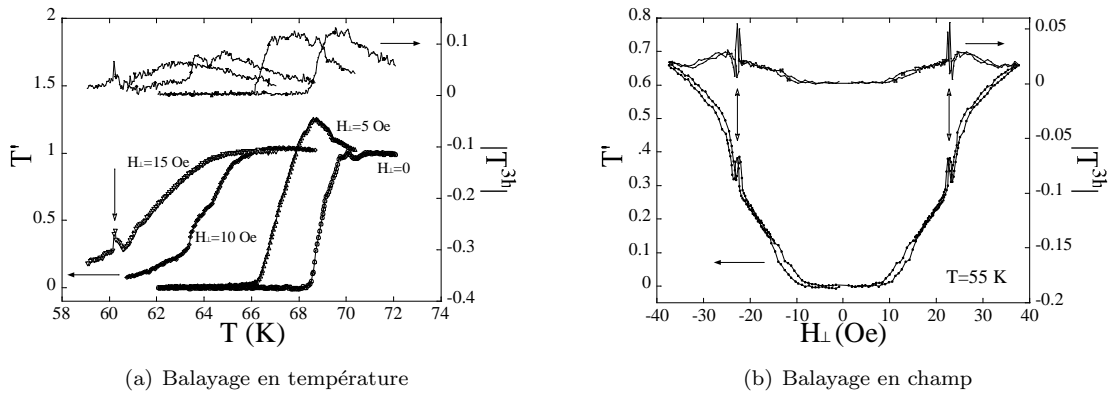 2
1.5
1
0.5
0
T'
0.1
0
-0.1
-0.2
-0.3
-0.4
|T³ʰ|
H⊥=5 Oe
H⊥=15 Oe
H⊥=0
H⊥=10 Oe
58 60 62 64 66 68 70 72 74
T (K)
(a) Balayage en température
0.8
0.7
0.6
0.5
0.4
0.3
0.2
0.1
0
T'
0.05
0
-0.05
-0.1
-0.15
-0.2
|T³ʰ|
T=55 K
-40 -30 -20 -10 0 10 20 30 40
H⊥(Oe)
(b) Balayage en champ